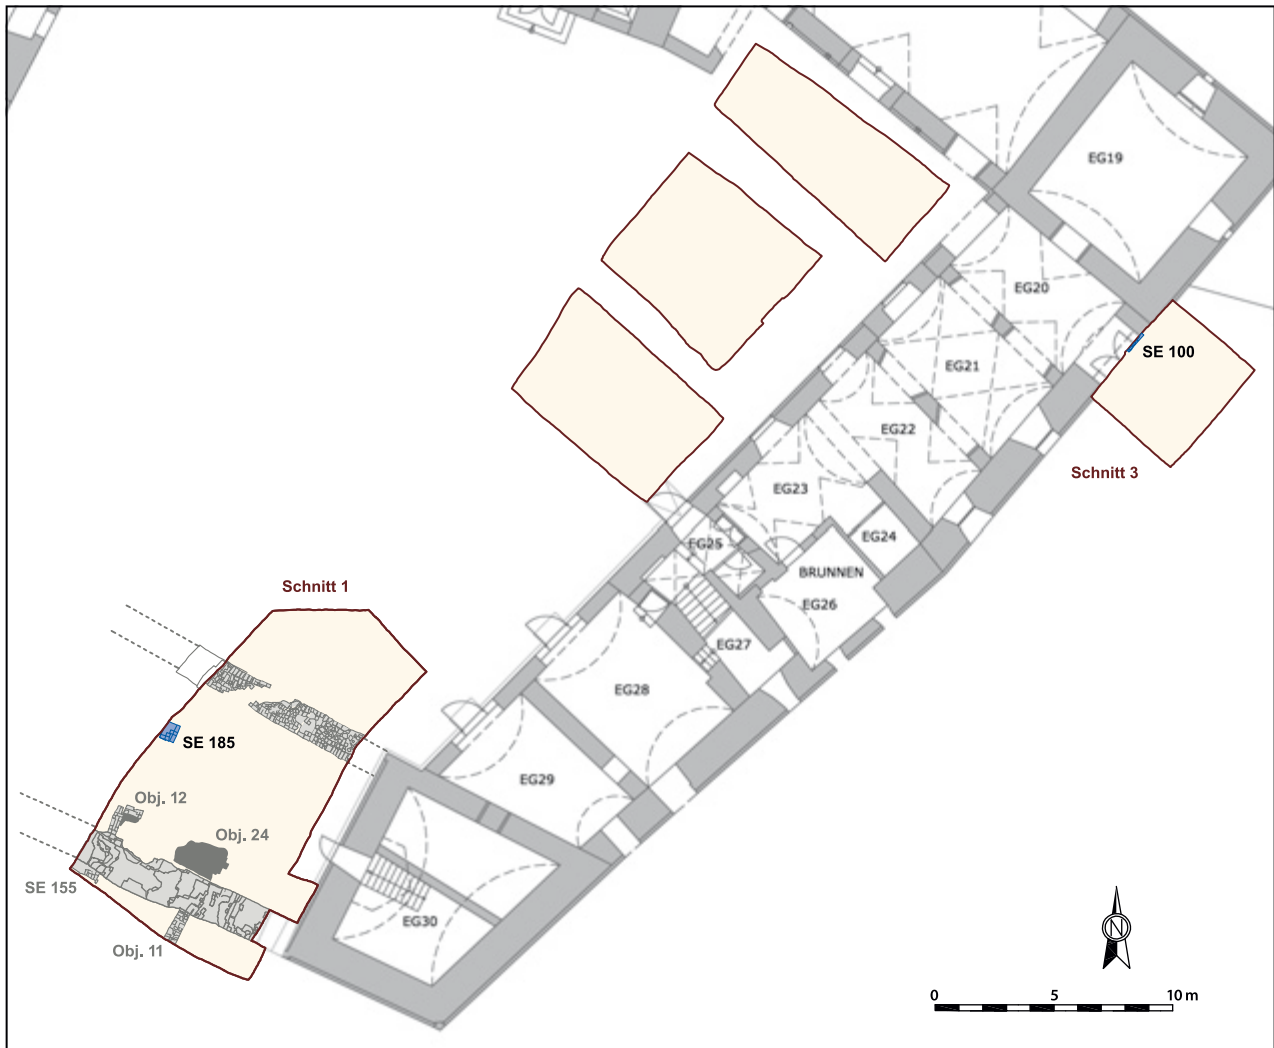 EG19
EG20
SE 100
EG21
EG22
Schnitt 3
EG23
EG24
EG25
BRUNNEN
EG26
Schnitt 1
EG27
EG28
SE 185
EG29
Obj. 12
Obj. 24
SE 155
EG30
Obj. 11
N
0 5 10 m